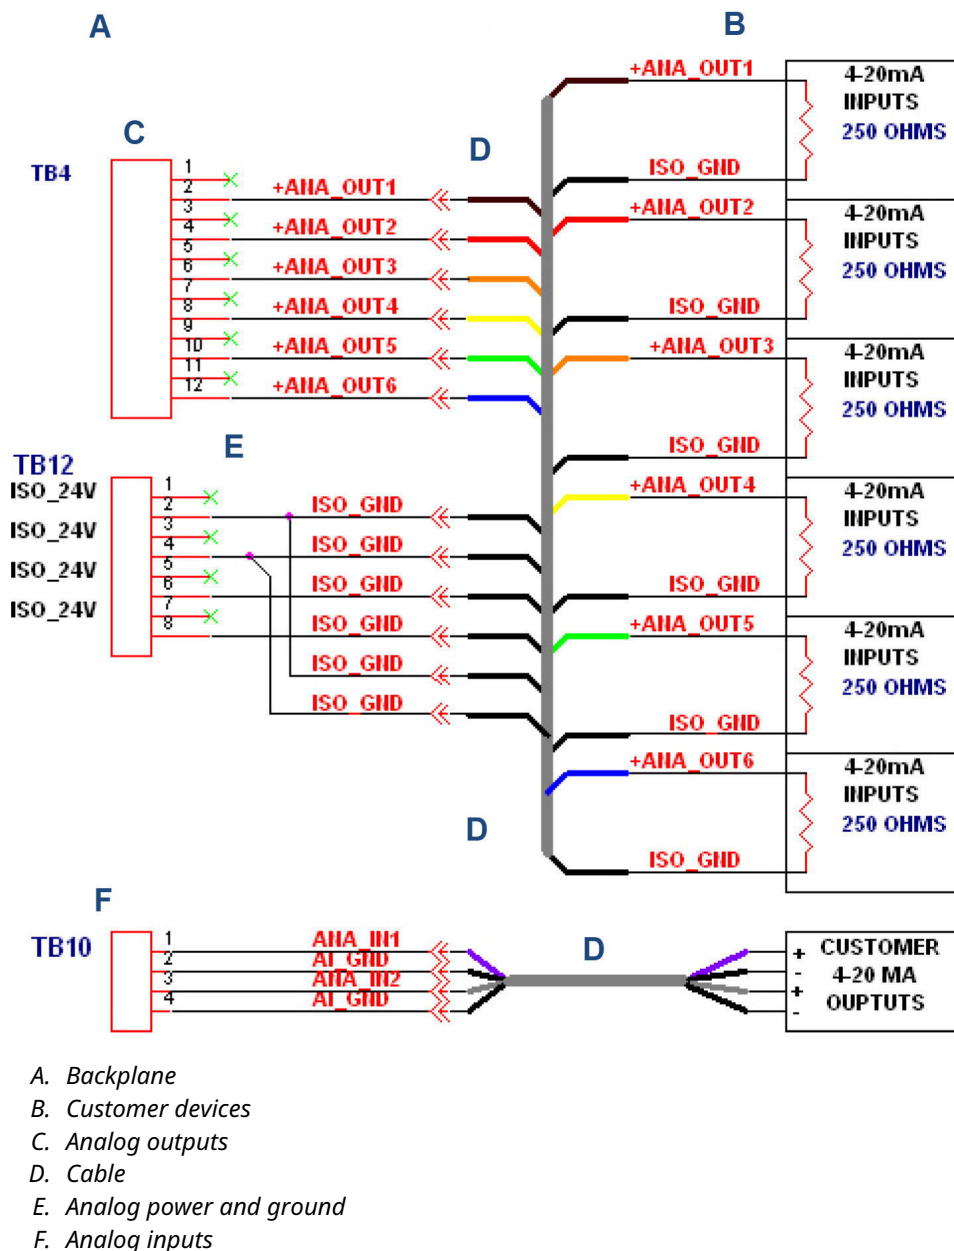 A
B
C
D
TB4
1
2
3
4
5
6
7
8
9
10
11
12
+ANA_OUT1
+ANA_OUT2
+ANA_OUT3
+ANA_OUT4
+ANA_OUT5
+ANA_OUT6
E
TB12
ISO_24V
ISO_24V
ISO_24V
ISO_24V
1
2
3
4
5
6
7
8
ISO_GND
ISO_GND
ISO_GND
ISO_GND
ISO_GND
ISO_GND
D
+ANA_OUT1
ISO_GND
4-20mA
INPUTS
250 OHMS
+ANA_OUT2
ISO_GND
4-20mA
INPUTS
250 OHMS
+ANA_OUT3
ISO_GND
4-20mA
INPUTS
250 OHMS
+ANA_OUT4
ISO_GND
4-20mA
INPUTS
250 OHMS
+ANA_OUT5
ISO_GND
4-20mA
INPUTS
250 OHMS
+ANA_OUT6
ISO_GND
4-20mA
INPUTS
250 OHMS
F
TB10
1
2
3
4
ANA_IN1
AI_GND
ANA_IN2
AI_GND
D
+
-
+
-
CUSTOMER
4-20 MA
OUPTUTS
A. Backplane
B. Customer devices
C. Analog outputs
D. Cable
E. Analog power and ground
F. Analog inputs